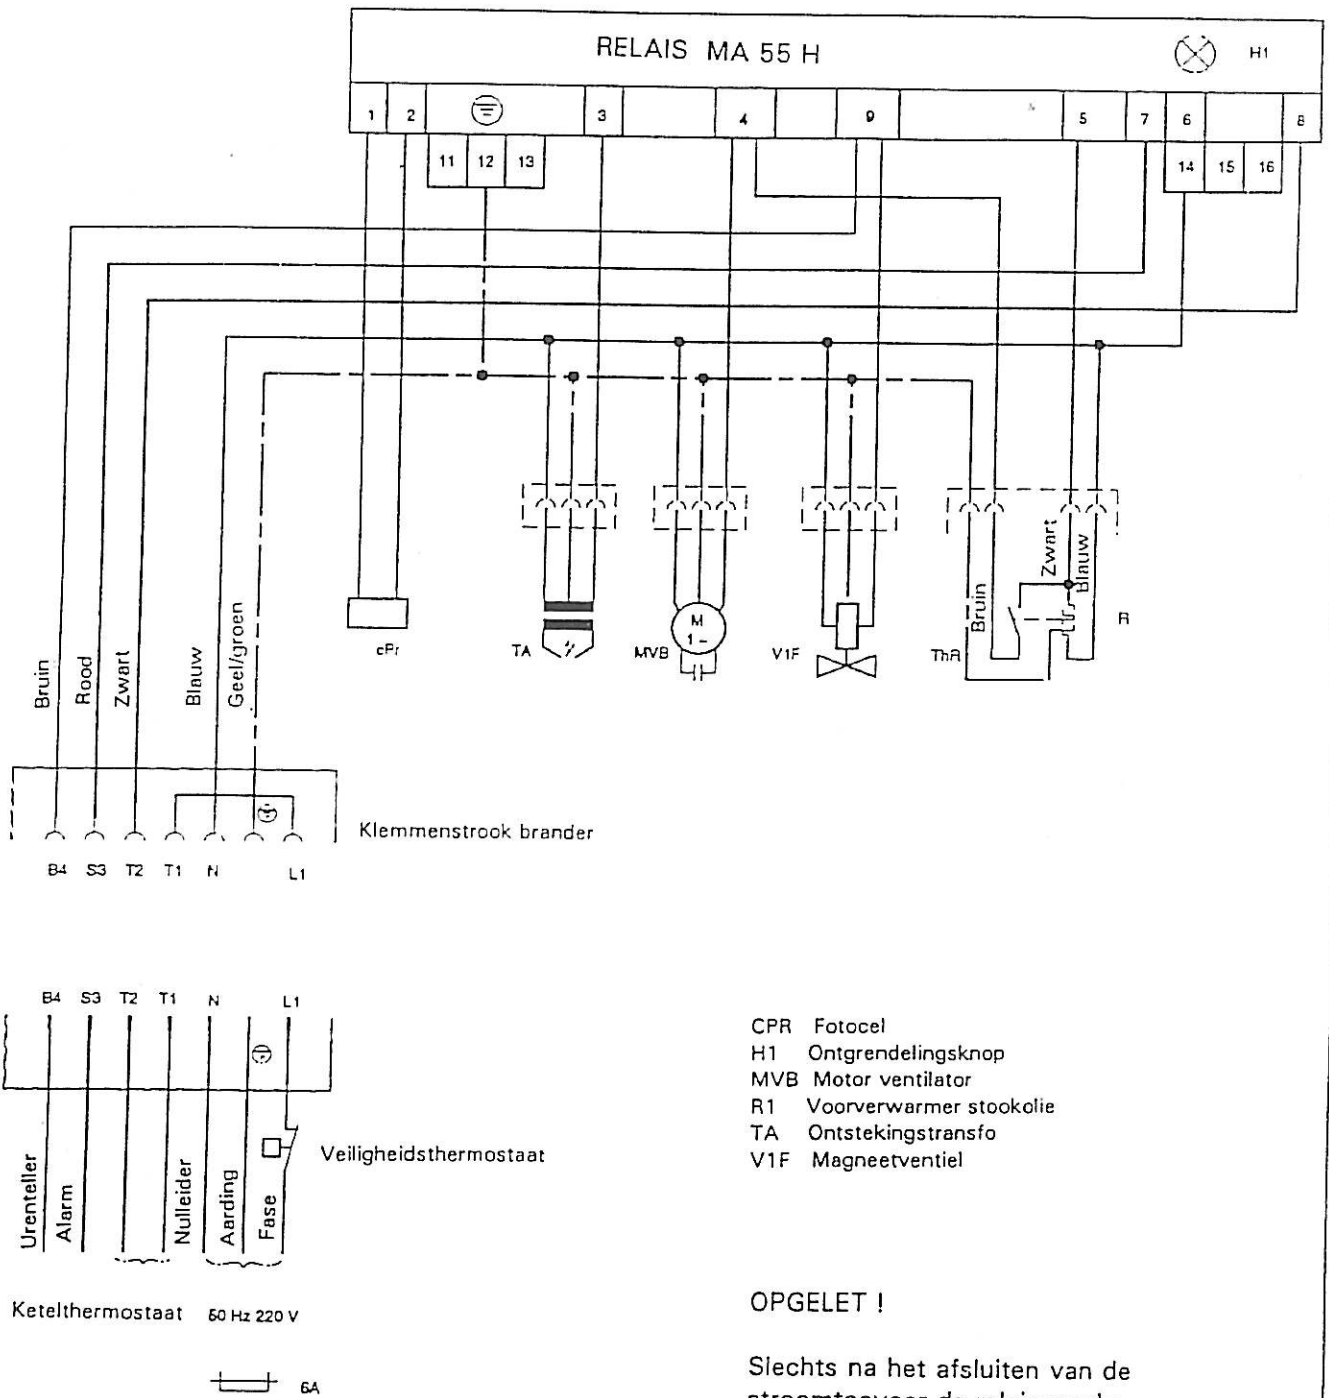 RELAIS MA 55 H
H1
1 2 3 4 9 5 7 6 8
11 12 13 14 15 16
Zwart
Blauw
Bruin
cPr
TA
M
1~
MVB
V1F
ThR
R
Bruin
Rood
Zwart
Blauw
Geel/groen
Klemmenstrook brander
B4 S3 T2 T1 N L1
B4 S3 T2 T1 N L1
CPR Fotocel
H1 Ontgrendelingsknop
MVB Motor ventilator
R1 Voorverwarmer stookolie
TA Ontstekingstransfo
V1F Magneetventiel
Veiligheidsthermostaat
Urenteller
Alarm
Nulleider
Aarding
Fase
Ketelthermostaat 50 Hz 220 V
6A
OPGELET !
Slechts na het afsluiten van de